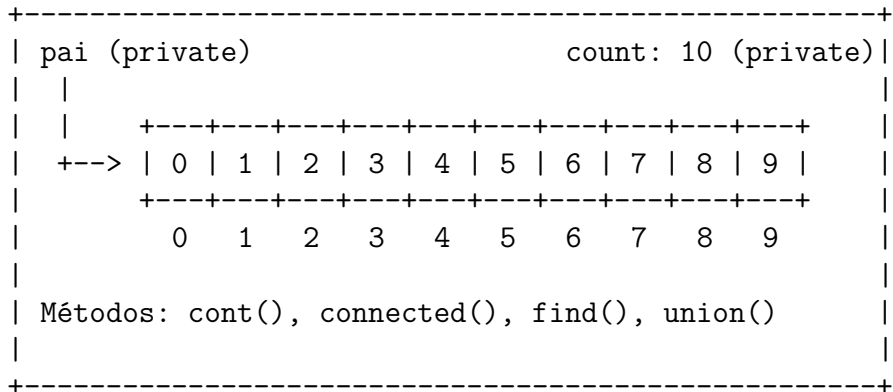 pai (private) count: 10 (private)
0 1 2 3 4 5 6 7 8 9
0 1 2 3 4 5 6 7 8 9
Métodos: cont(), connected(), find(), union()